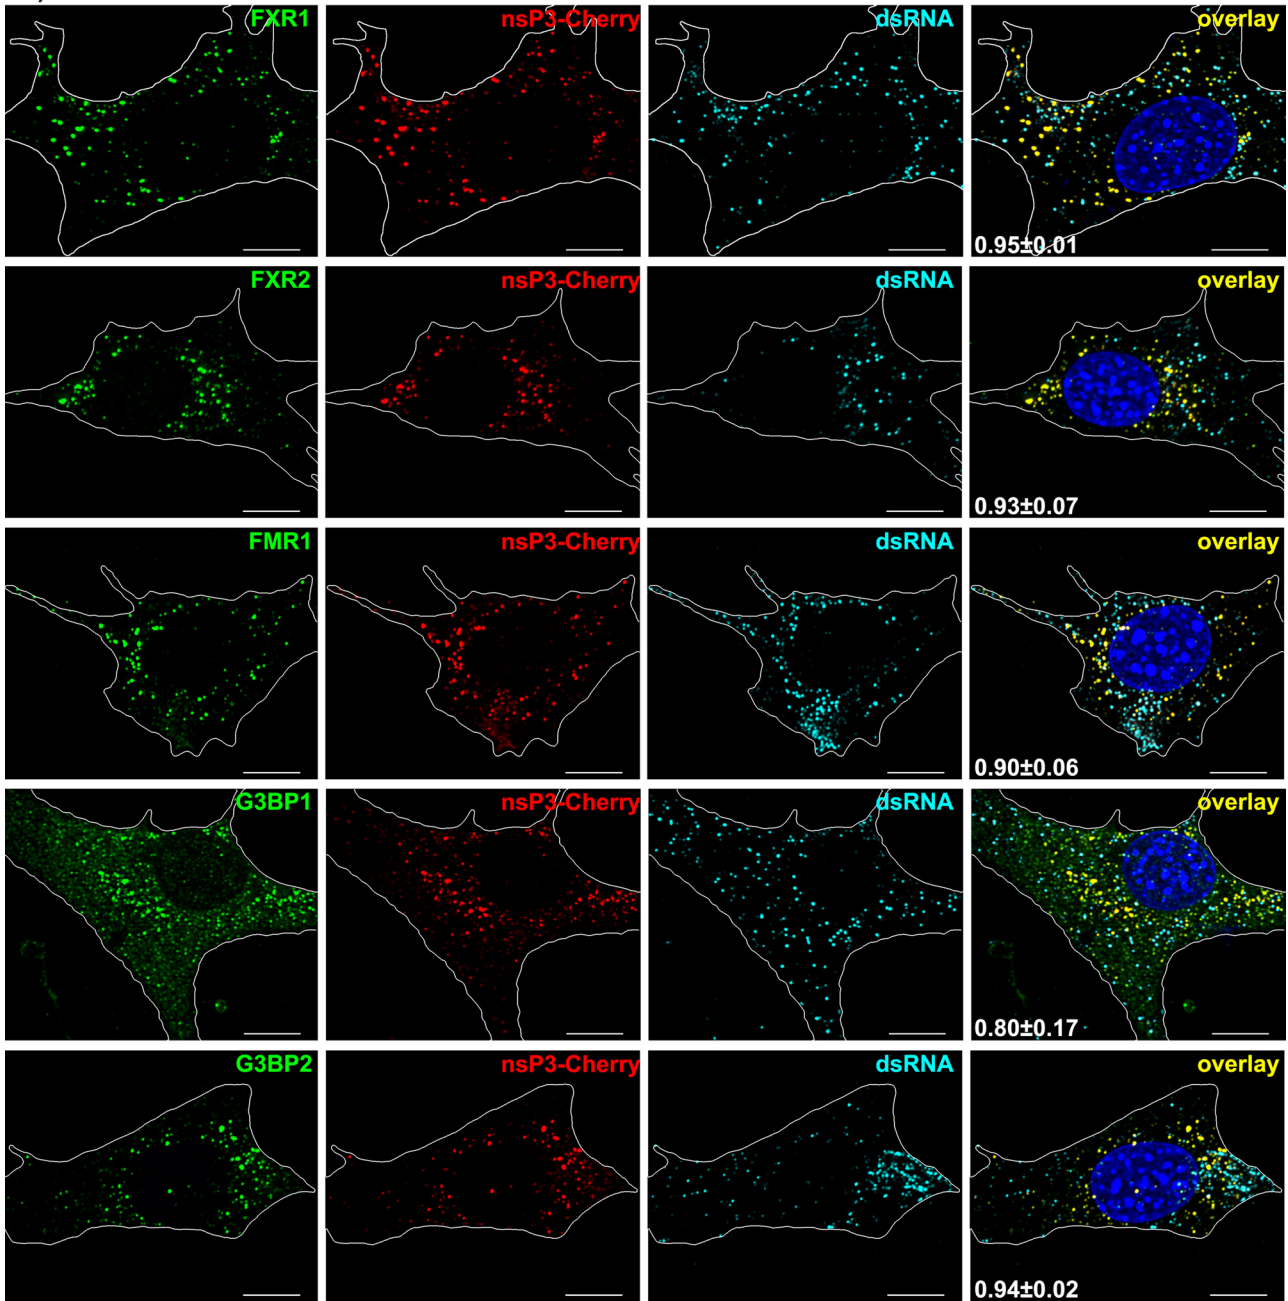 FXR1 nsP3-Cherry dsRNA overlay
0.95±0.01
FXR2 nsP3-Cherry dsRNA overlay
0.93±0.07
FMR1 nsP3-Cherry dsRNA overlay
0.90±0.06
G3BP1 nsP3-Cherry dsRNA overlay
0.80±0.17
G3BP2 nsP3-Cherry dsRNA overlay
0.94±0.02